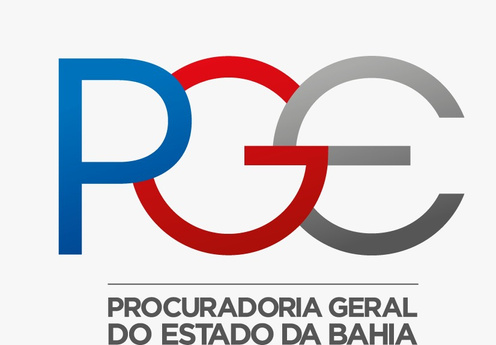 PGE
PROCURADORIA GERAL
DO ESTADO DA BAHIA